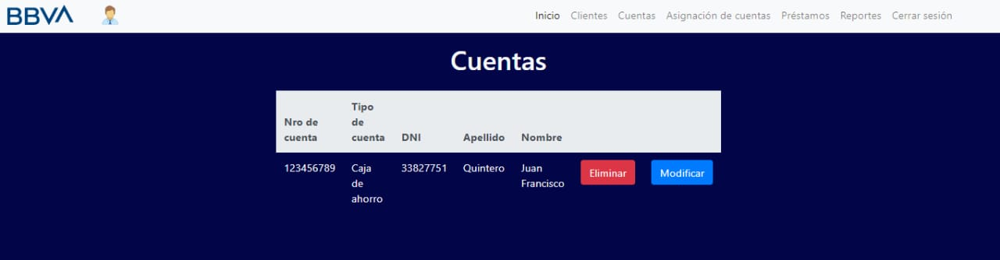 BBVA Inicio Clientes Cuentas Asignación de cuentas Préstamos Reportes Cerrar sesión
Cuentas
Nro de cuenta Tipo de cuenta DNI Apellido Nombre
123456789 Caja de ahorro 33827751 Quintero Juan Francisco Eliminar Modificar